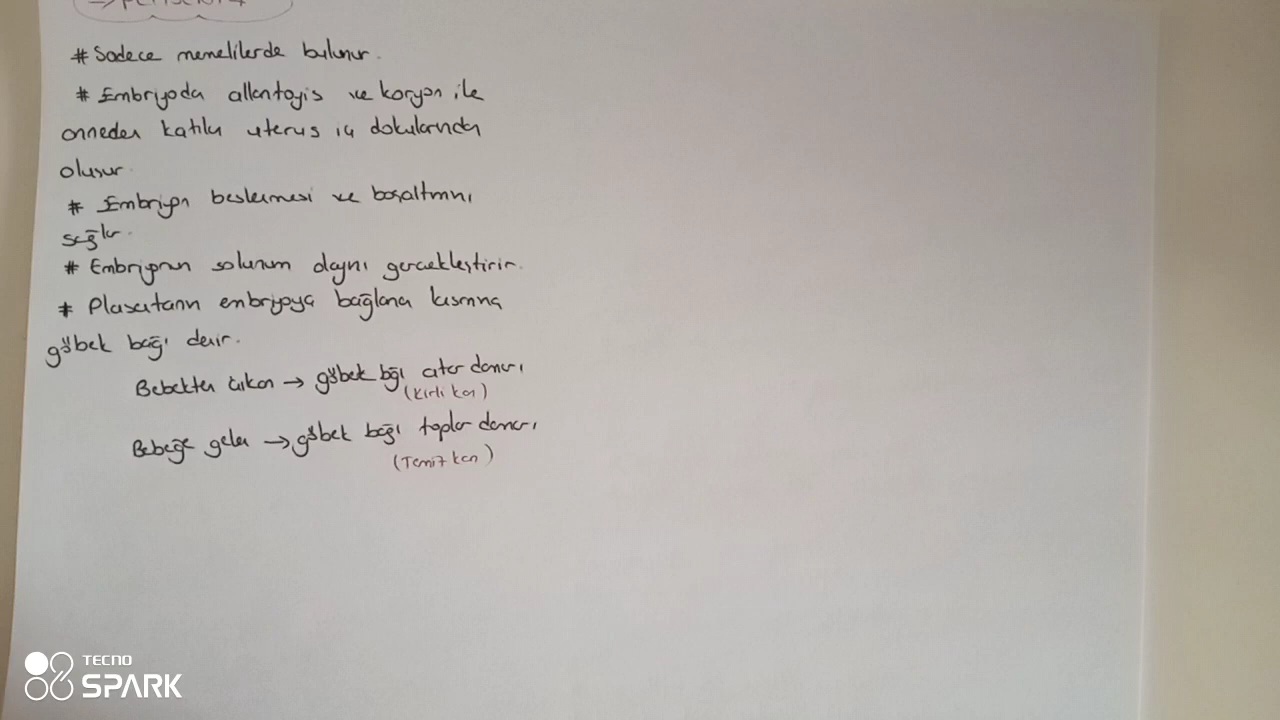 → plasenta
# Sadece memelilerde bulunur.
# Embriyoda allantoyis ve koryon ile
anneden katılan uterus iç dokularından
oluşur.
# Embriyon beslenmesi ve boşaltımını
sağlar.
# Embriyonun solunum olayını gerçekleştirir.
# Plasentanın embriyoya bağlanan kısmına
göbek bağı denir.
Bebekten çıkan → göbek bağı atar damarı
(kirli kan)
Bebeğe gelen → göbek bağı toplar damarı
(Temiz kan)
TECNO
SPARK